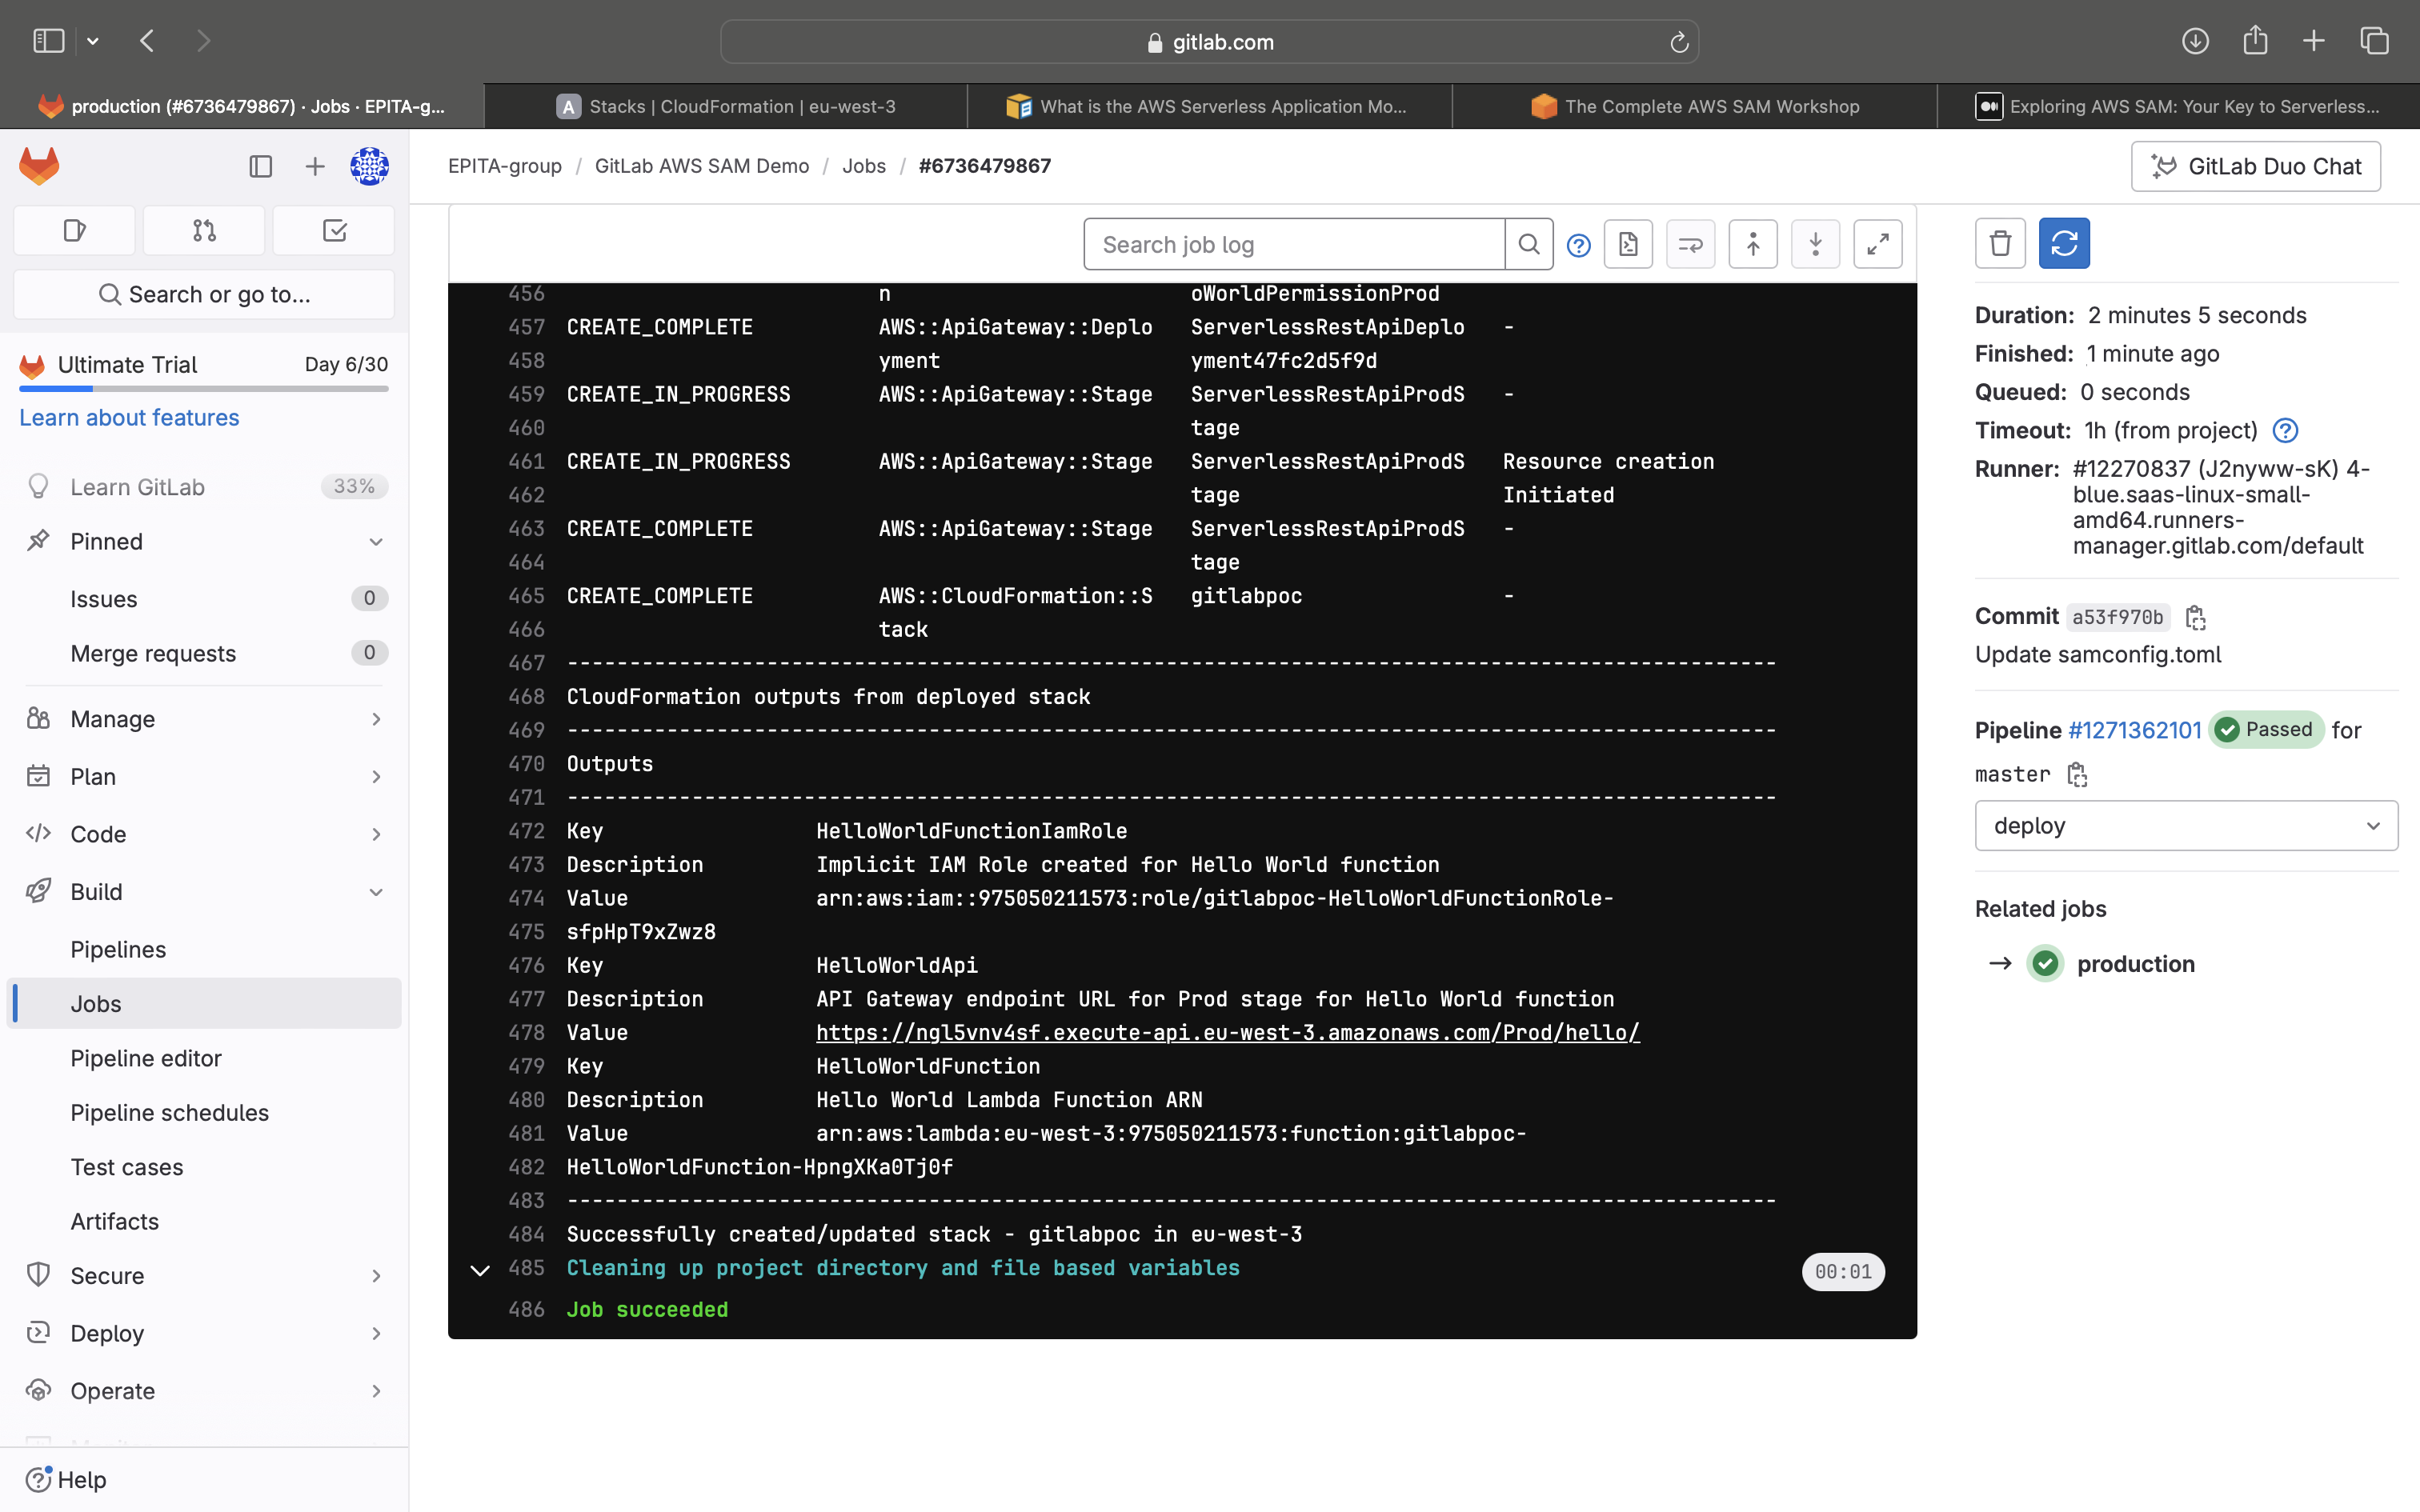 gitlab.com
production (#6736479867) · Jobs · EPITA-g...
A Stacks | CloudFormation | eu-west-3
What is the AWS Serverless Application Mo...
The Complete AWS SAM Workshop
Exploring AWS SAM: Your Key to Serverless...
EPITA-group / GitLab AWS SAM Demo / Jobs / #6736479867
GitLab Duo Chat
Search or go to...
Ultimate Trial Day 6/30
Learn about features
Learn GitLab 33%
Pinned
Issues 0
Merge requests 0
Manage
Plan
Code
Build
Pipelines
Jobs
Pipeline editor
Pipeline schedules
Test cases
Artifacts
Secure
Deploy
Operate
Help
Search job log
456 n oWorldPermissionProd
457 CREATE_COMPLETE AWS::ApiGateway::Deplo ServerlessRestApiDeplo -
458 yment yment47fc2d5f9d
459 CREATE_IN_PROGRESS AWS::ApiGateway::Stage ServerlessRestApiProdS -
460 tage
461 CREATE_IN_PROGRESS AWS::ApiGateway::Stage ServerlessRestApiProdS Resource creation
462 tage Initiated
463 CREATE_COMPLETE AWS::ApiGateway::Stage ServerlessRestApiProdS -
464 tage
465 CREATE_COMPLETE AWS::CloudFormation::S gitlabpoc -
466 tack
467 -------------------------------------------------------------------------------------------------
468 CloudFormation outputs from deployed stack
469 -------------------------------------------------------------------------------------------------
470 Outputs
471 -------------------------------------------------------------------------------------------------
472 Key HelloWorldFunctionIamRole
473 Description Implicit IAM Role created for Hello World function
474 Value arn:aws:iam::975050211573:role/gitlabpoc-HelloWorldFunctionRole-
475 sfpHpT9xZwz8
476 Key HelloWorldApi
477 Description API Gateway endpoint URL for Prod stage for Hello World function
478 Value https://ngl5vnv4sf.execute-api.eu-west-3.amazonaws.com/Prod/hello/
479 Key HelloWorldFunction
480 Description Hello World Lambda Function ARN
481 Value arn:aws:lambda:eu-west-3:975050211573:function:gitlabpoc-
482 HelloWorldFunction-HpngXKa0Tj0f
483 -------------------------------------------------------------------------------------------------
484 Successfully created/updated stack - gitlabpoc in eu-west-3
485 Cleaning up project directory and file based variables 00:01
486 Job succeeded
Duration: 2 minutes 5 seconds
Finished: 1 minute ago
Queued: 0 seconds
Timeout: 1h (from project)
Runner: #12270837 (J2nyww-sK) 4-
blue.saas-linux-small-
amd64.runners-
manager.gitlab.com/default
Commit a53f970b
Update samconfig.toml
Pipeline #1271362101 Passed for
master
deploy
Related jobs
→ production